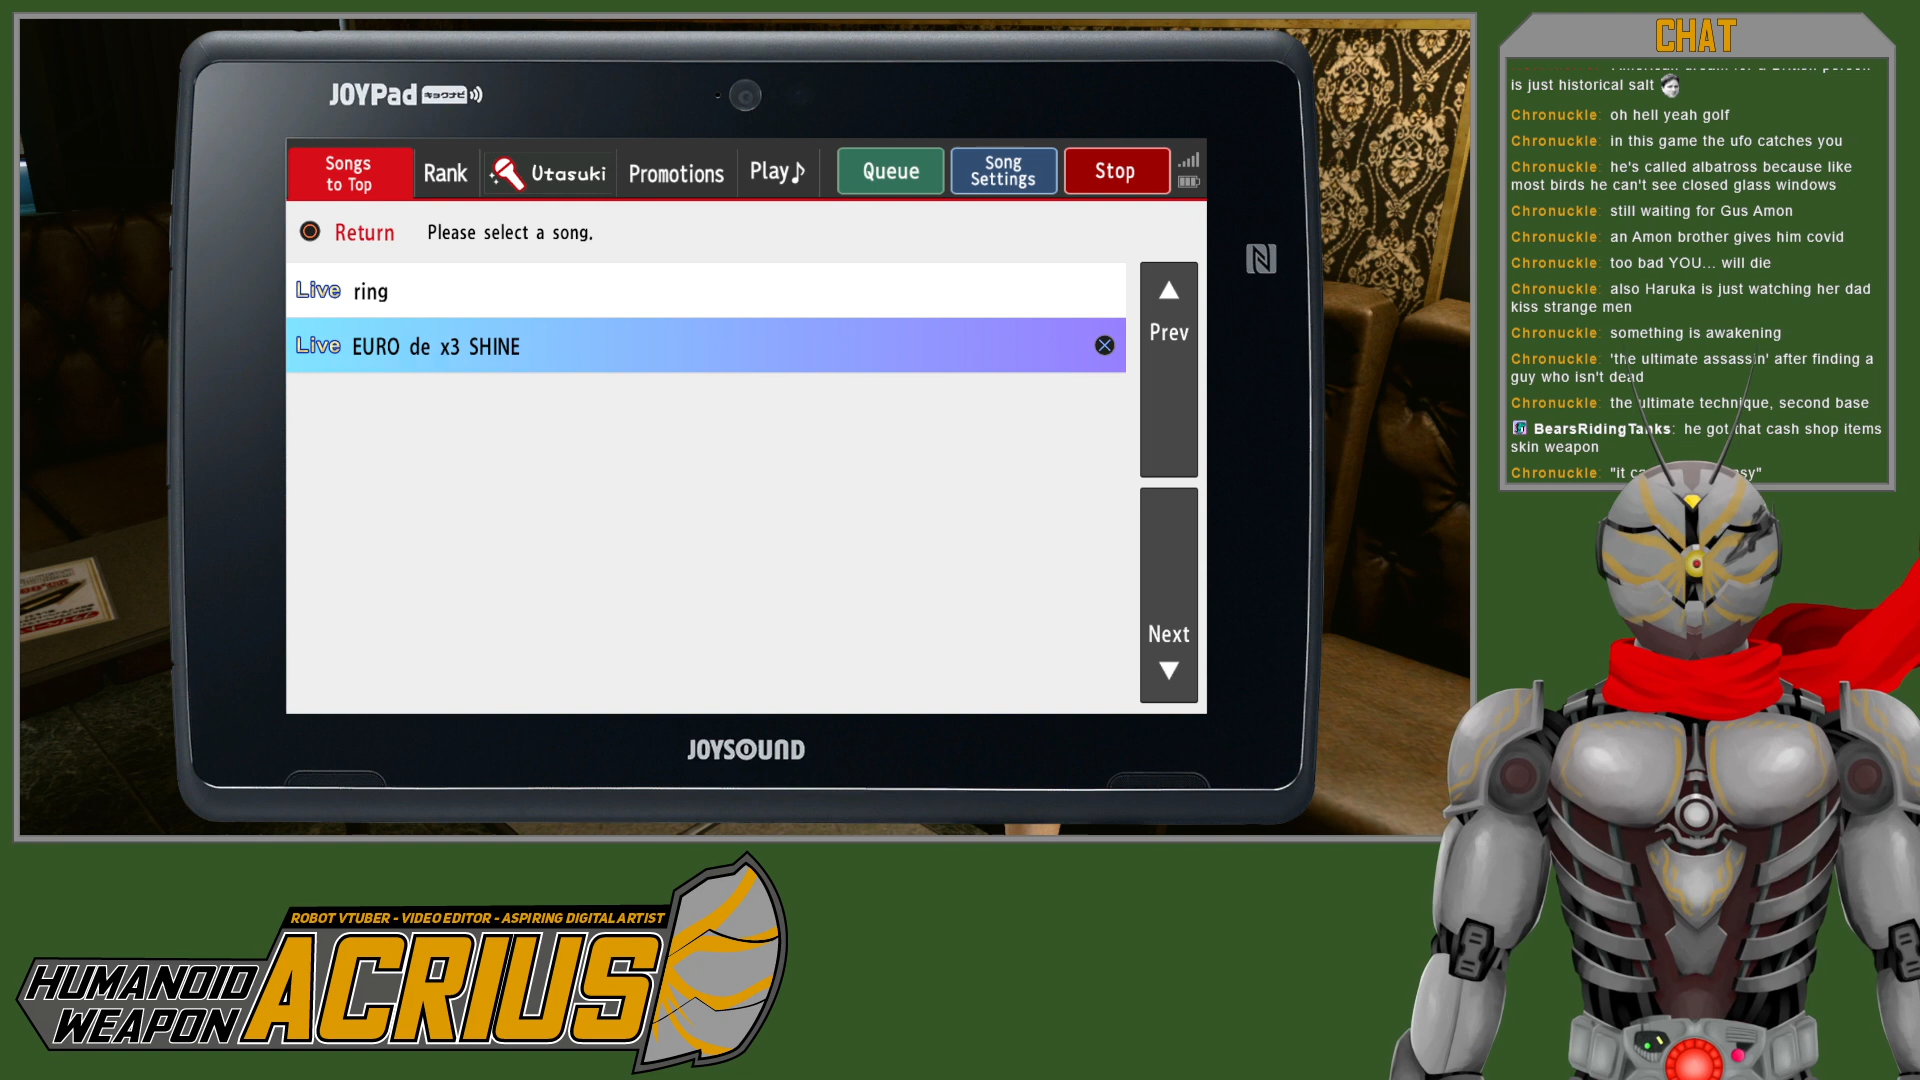 JOYPad キョクナビ
Songs to Top
Rank
Utasuki
Promotions
Play♪
Queue
Song Settings
Stop
Return
Please select a song.
Live ring
Live EURO de x3 SHINE
Prev
Next
JOYSOUND
CHAT
is just historical salt
Chronuckle: oh hell yeah golf
Chronuckle: in this game the ufo catches you
Chronuckle: he's called albatross because like
most birds he can't see closed glass windows
Chronuckle: still waiting for Gus Amon
Chronuckle: an Amon brother gives him covid
Chronuckle: too bad YOU... will die
Chronuckle: also Haruka is just watching her dad
kiss strange men
Chronuckle: something is awakening
Chronuckle: 'the ultimate assassin' after finding a
guy who isn't dead
Chronuckle: the ultimate technique, second base
BearsRidingTanks: he got that cash shop items
skin weapon
Chronuckle: "it
ROBOT VTUBER - VIDEO EDITOR - ASPIRING DIGITAL ARTIST
HUMANOID
WEAPON
ACRIUS